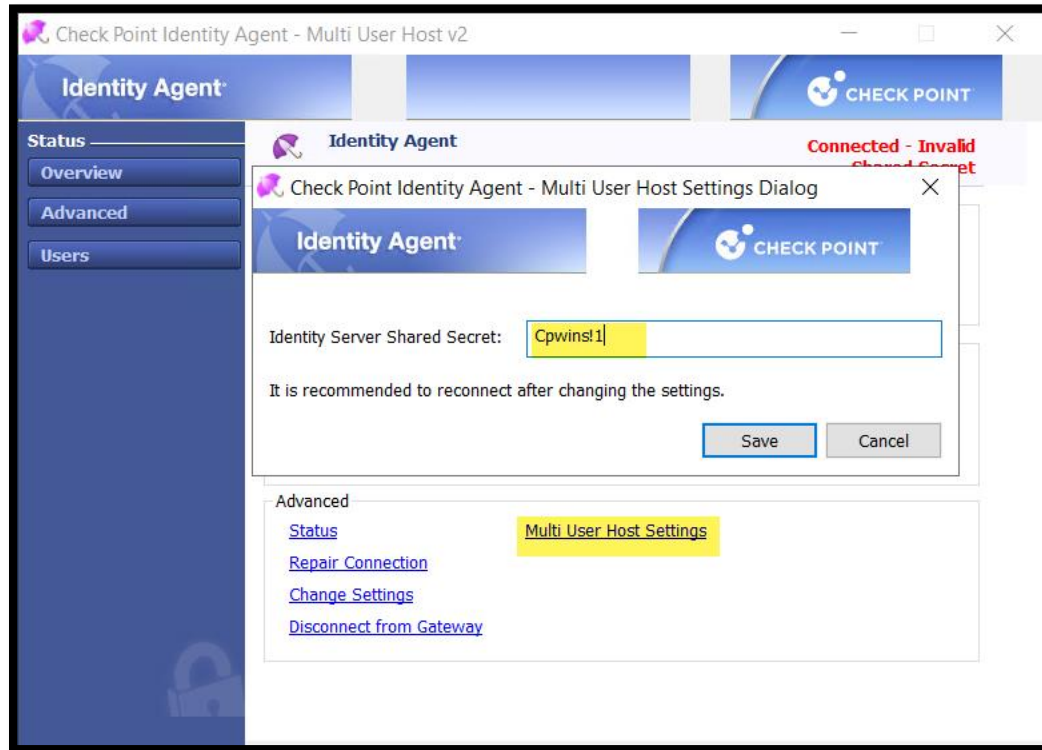 Check Point Identity Agent - Multi User Host v2
Identity Agent
CHECK POINT
Status
Overview
Advanced
Users
Identity Agent
Connected - Invalid
Shared Secret
Check Point Identity Agent - Multi User Host Settings Dialog
Identity Agent
CHECK POINT
Identity Server Shared Secret:
Cpwins!1
It is recommended to reconnect after changing the settings.
Save
Cancel
Advanced
Status
Multi User Host Settings
Repair Connection
Change Settings
Disconnect from Gateway